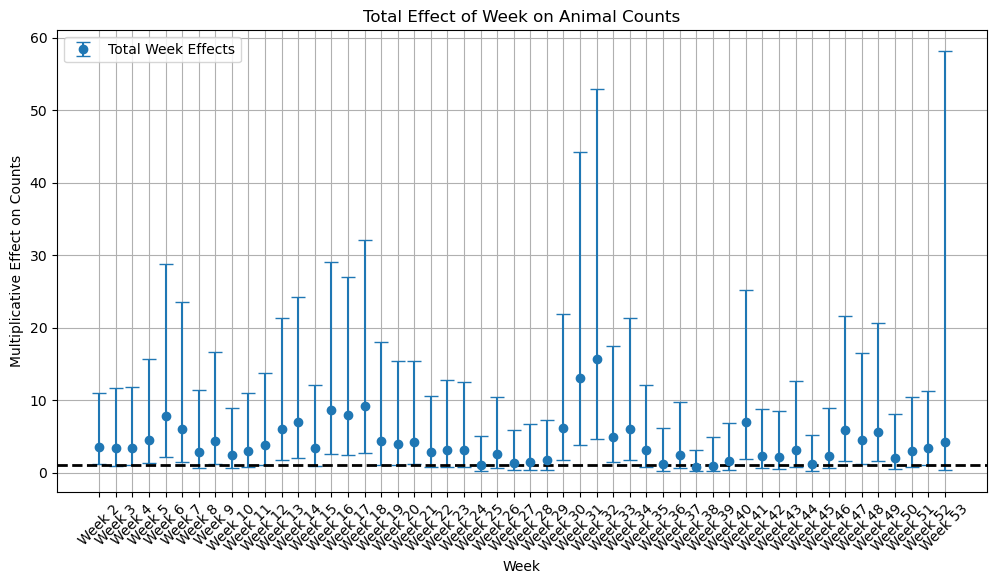 Total Effect of Week on Animal Counts
Total Week Effects
Multiplicative Effect on Counts
60
50
40
30
20
10
0
Week 2
Week 3
Week 4
Week 5
Week 6
Week 7
Week 8
Week 9
Week 10
Week 11
Week 12
Week 13
Week 14
Week 15
Week 16
Week 17
Week 18
Week 19
Week 20
Week 21
Week 22
Week 23
Week 24
Week 25
Week 26
Week 27
Week 28
Week 29
Week 30
Week 31
Week 32
Week 33
Week 34
Week 35
Week 36
Week 37
Week 38
Week 39
Week 40
Week 41
Week 42
Week 43
Week 44
Week 45
Week 46
Week 47
Week 48
Week 49
Week 50
Week 51
Week 52
Week 53
Week